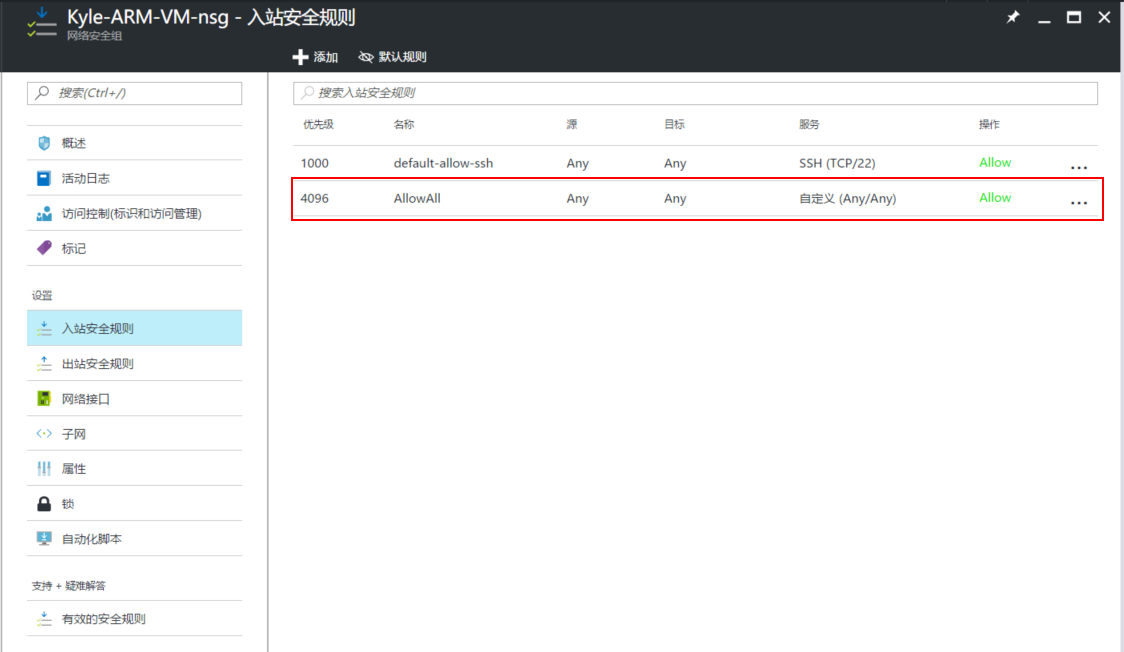 Kyle-ARM-VM-nsg - 入站安全规则
网络安全组
添加 默认规则
搜索(Ctrl+/)
概述
活动日志
访问控制(标识和访问管理)
标记
设置
入站安全规则
出站安全规则
网络接口
子网
属性
锁
自动化脚本
支持 + 疑难解答
有效的安全规则
搜索入站安全规则
优先级 名称 源 目标 服务 操作
1000 default-allow-ssh Any Any SSH (TCP/22) Allow ...
4096 AllowAll Any Any 自定义 (Any/Any) Allow ...